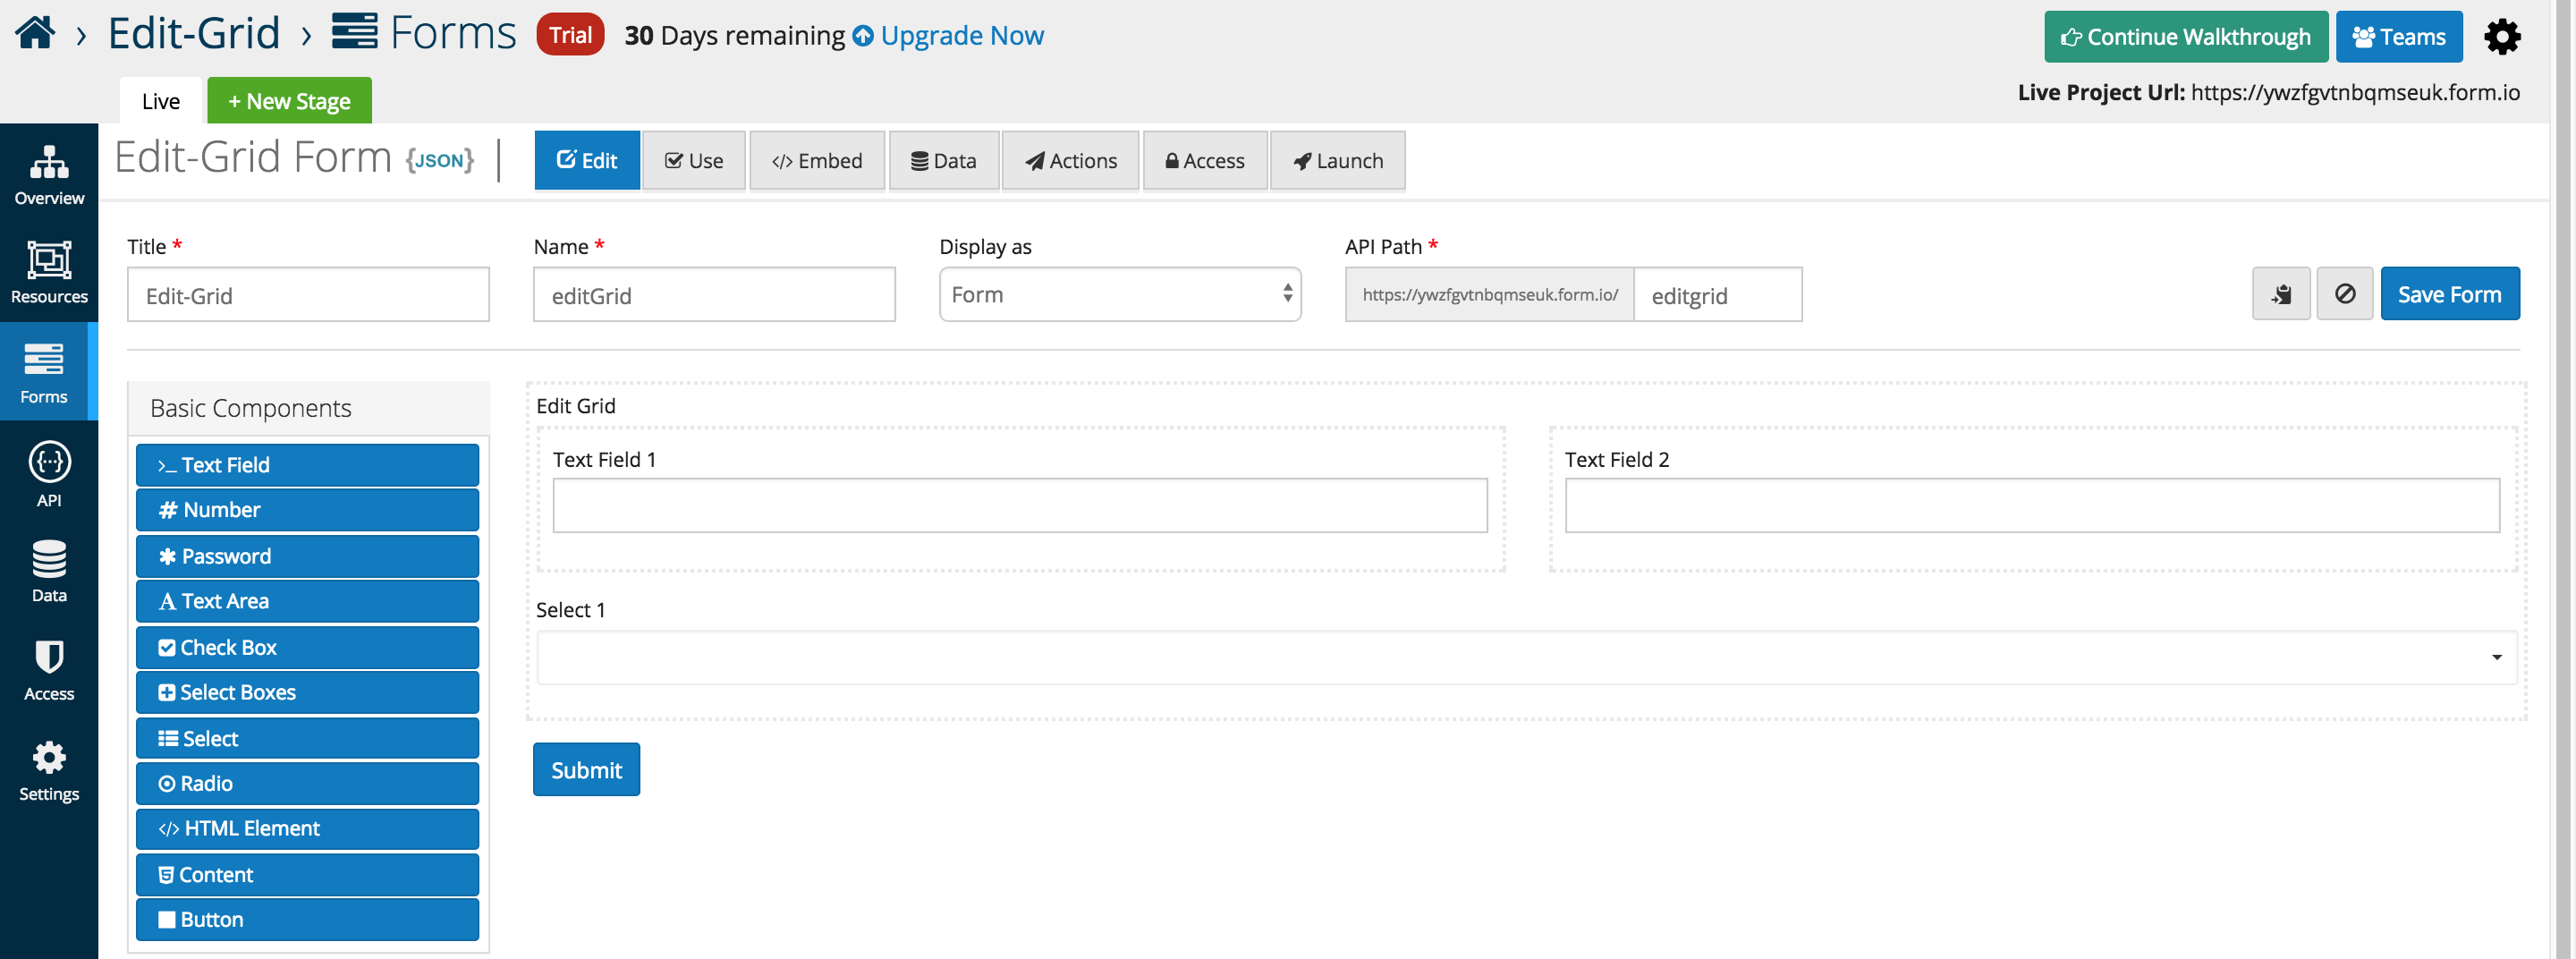 › Edit-Grid › Forms Trial 30 Days remaining Upgrade Now Continue Walkthrough Teams
Live + New Stage Live Project Url: https://ywzfgvtnbqmseuk.form.io
Edit-Grid Form {JSON} Edit Use </> Embed Data Actions Access Launch
Overview
Resources
Forms
API
Data
Access
Settings
Title * Name * Display as API Path *
Edit-Grid editGrid Form https://ywzfgvtnbqmseuk.form.io/ editgrid Save Form
Basic Components
>_ Text Field
# Number
* Password
A Text Area
Check Box
Select Boxes
Select
Radio
</> HTML Element
Content
Button
Edit Grid
Text Field 1 Text Field 2
Select 1
Submit